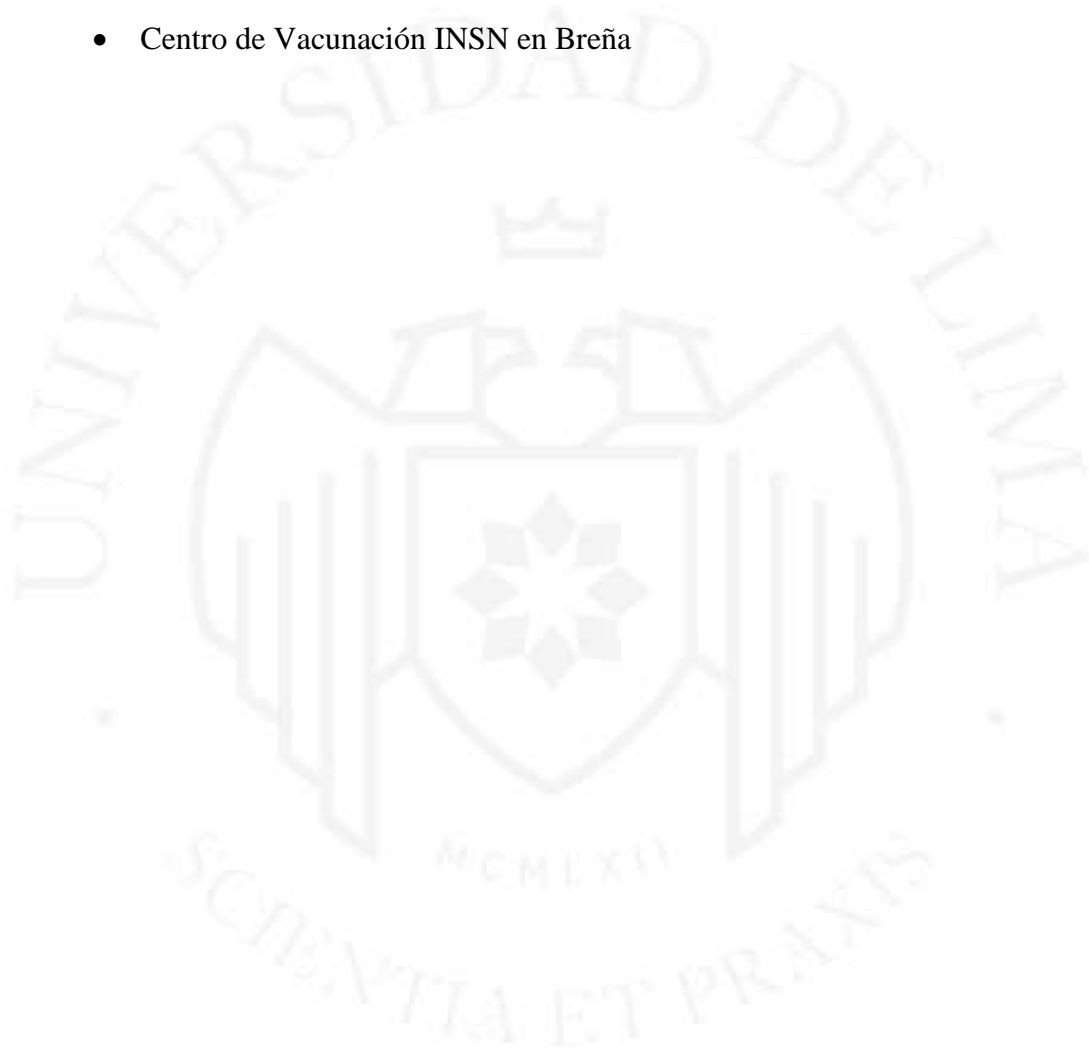 • Centro de Vacunación INSN en Breña
UNIVERSIDAD DE LIMA
MCMLXII
SCIENTIA ET PRAXIS